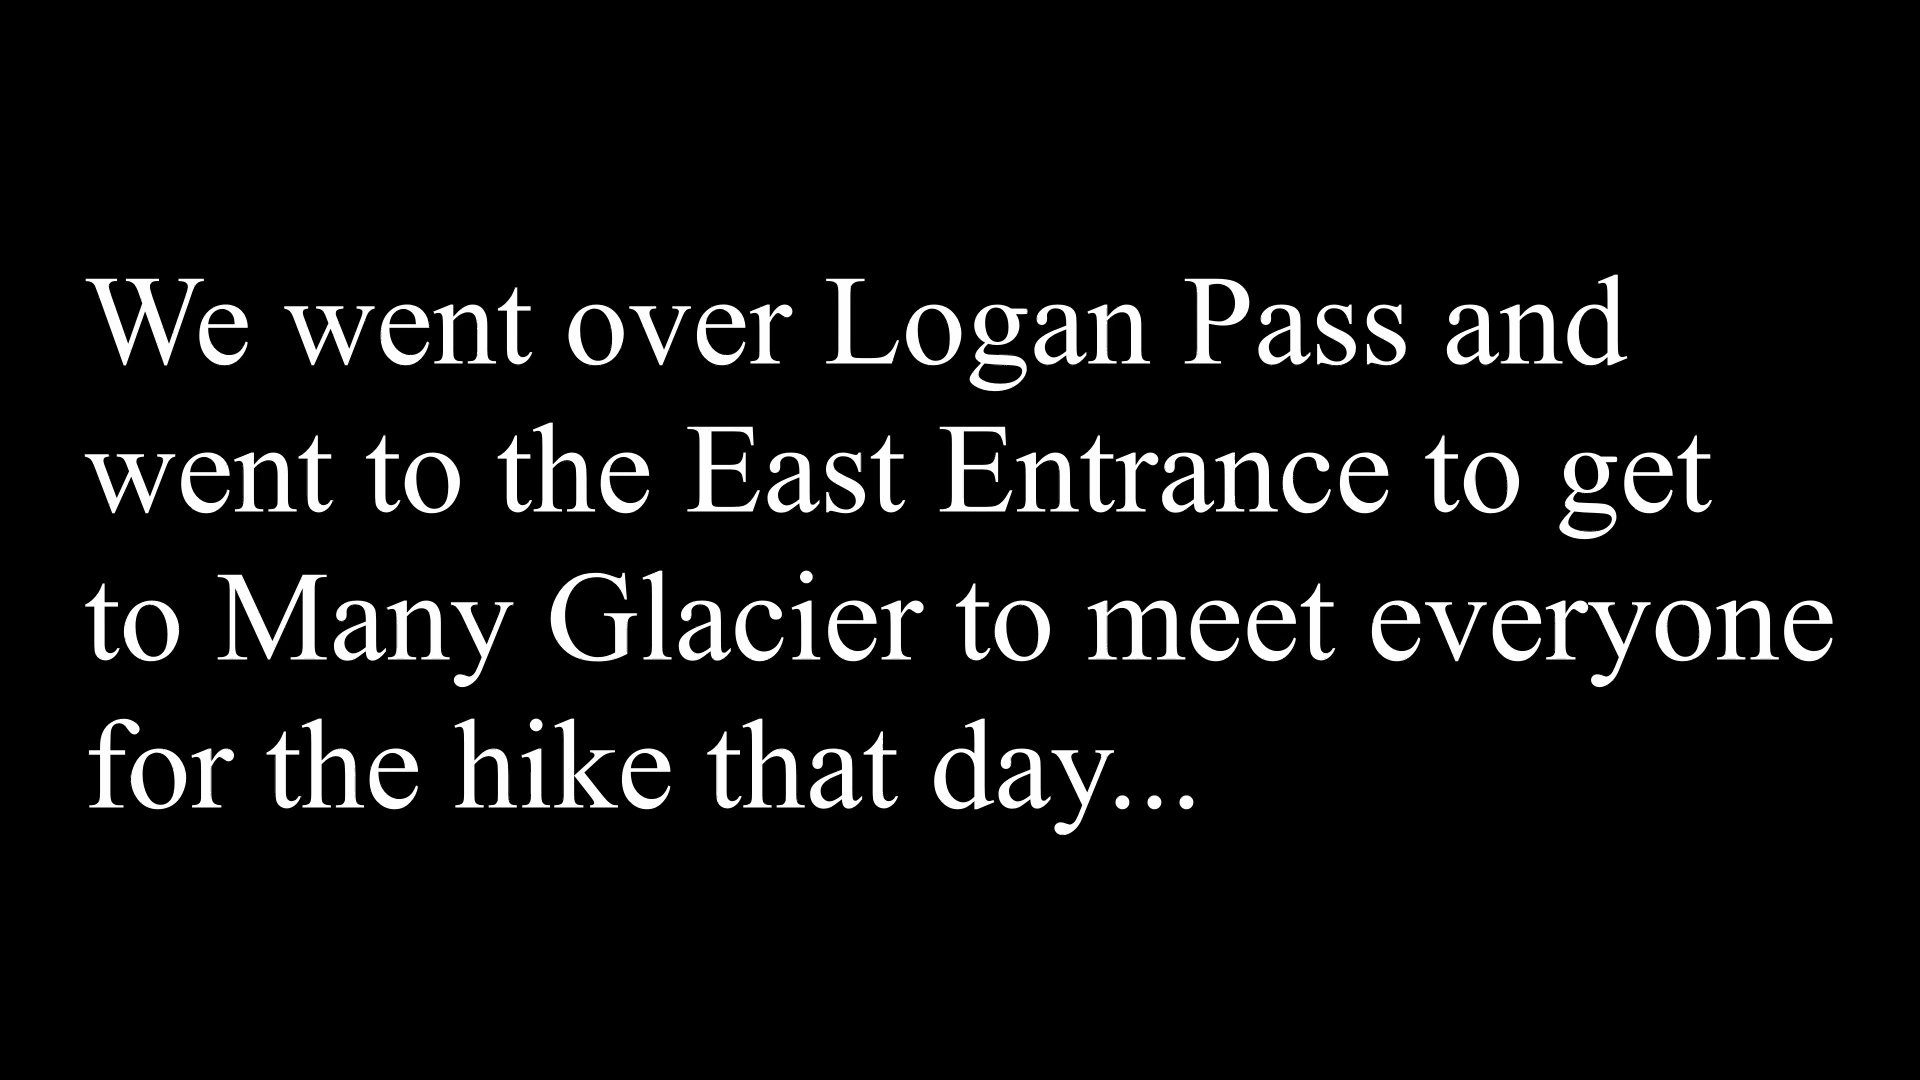 We went over Logan Pass and
went to the East Entrance to get
to Many Glacier to meet everyone
for the hike that day...